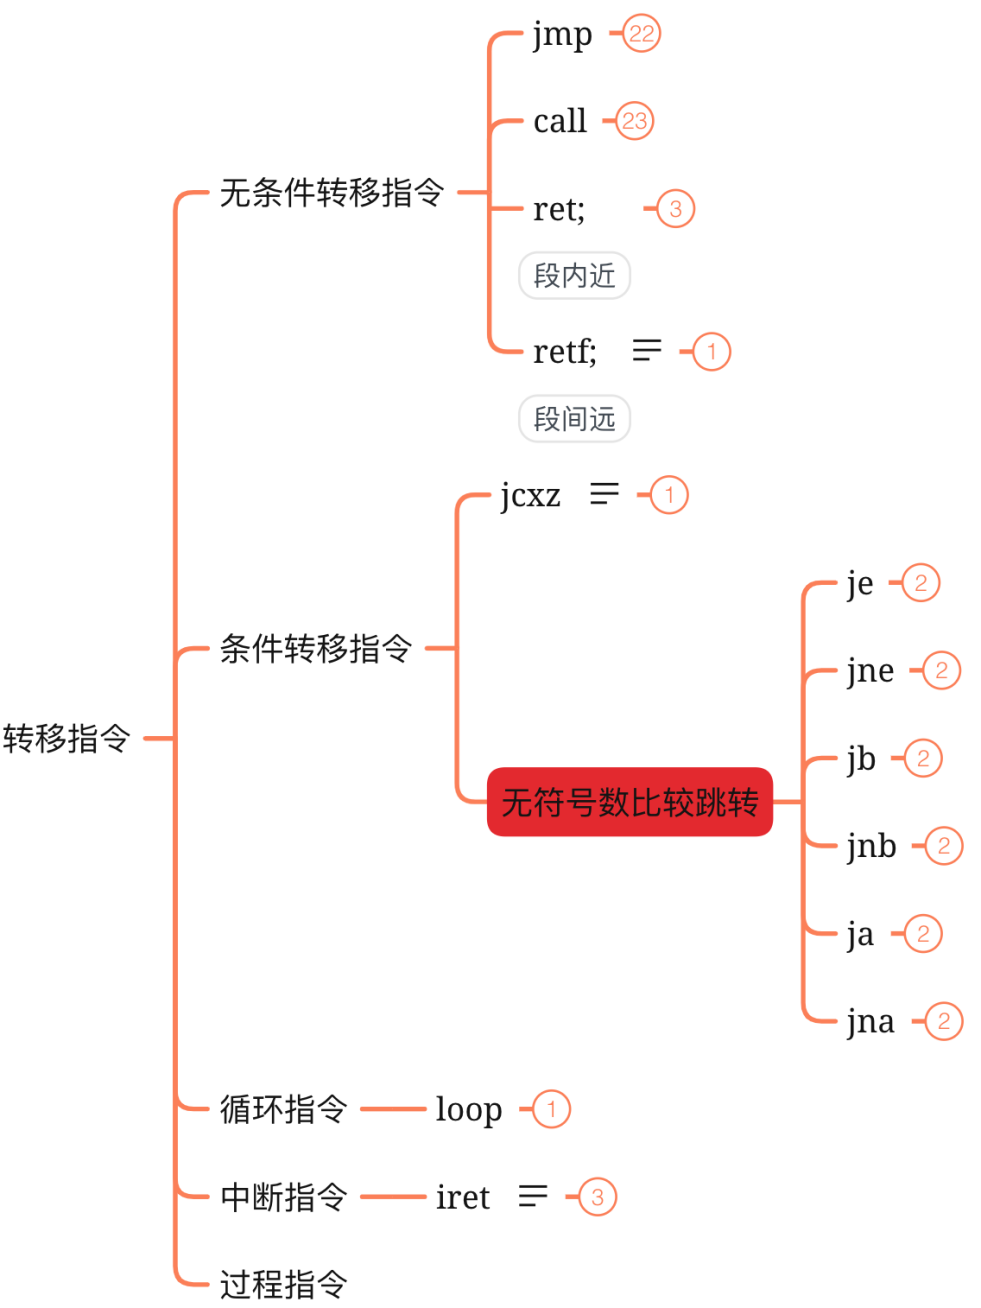 jmp 22
call 23
无条件转移指令
ret; 3
段内近
retf; 1
段间远
jcxz 1
je 2
条件转移指令
jne 2
转移指令
jb 2
无符号数比较跳转
jnb 2
ja 2
jna 2
循环指令 loop 1
中断指令 iret 3
过程指令